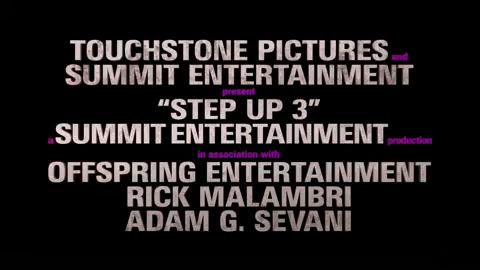 TOUCHSTONE PICTURES and
SUMMIT ENTERTAINMENT
present
“STEP UP 3”
a SUMMIT ENTERTAINMENT production
in association with
OFFSPRING ENTERTAINMENT
RICK MALAMBRI
ADAM G. SEVANI